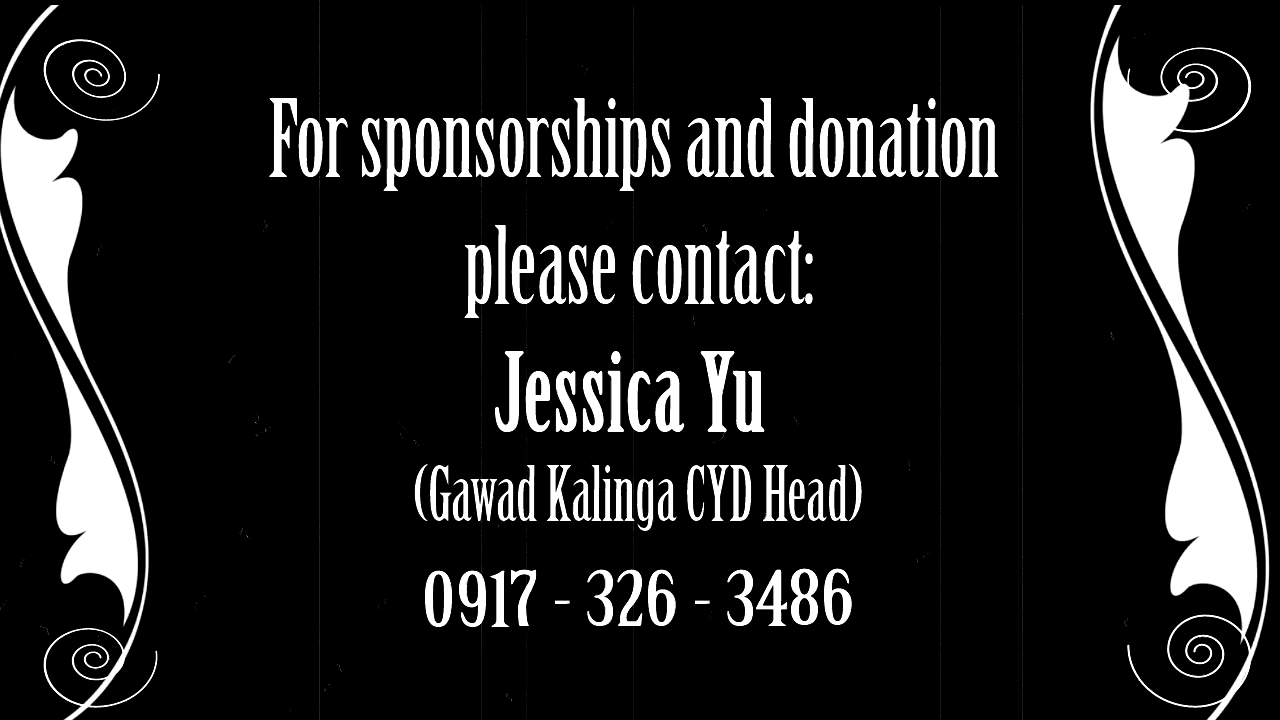 For sponsorships and donation
please contact:
Jessica Yu
(Gawad Kalinga CYD Head)
0917 - 326 - 3486